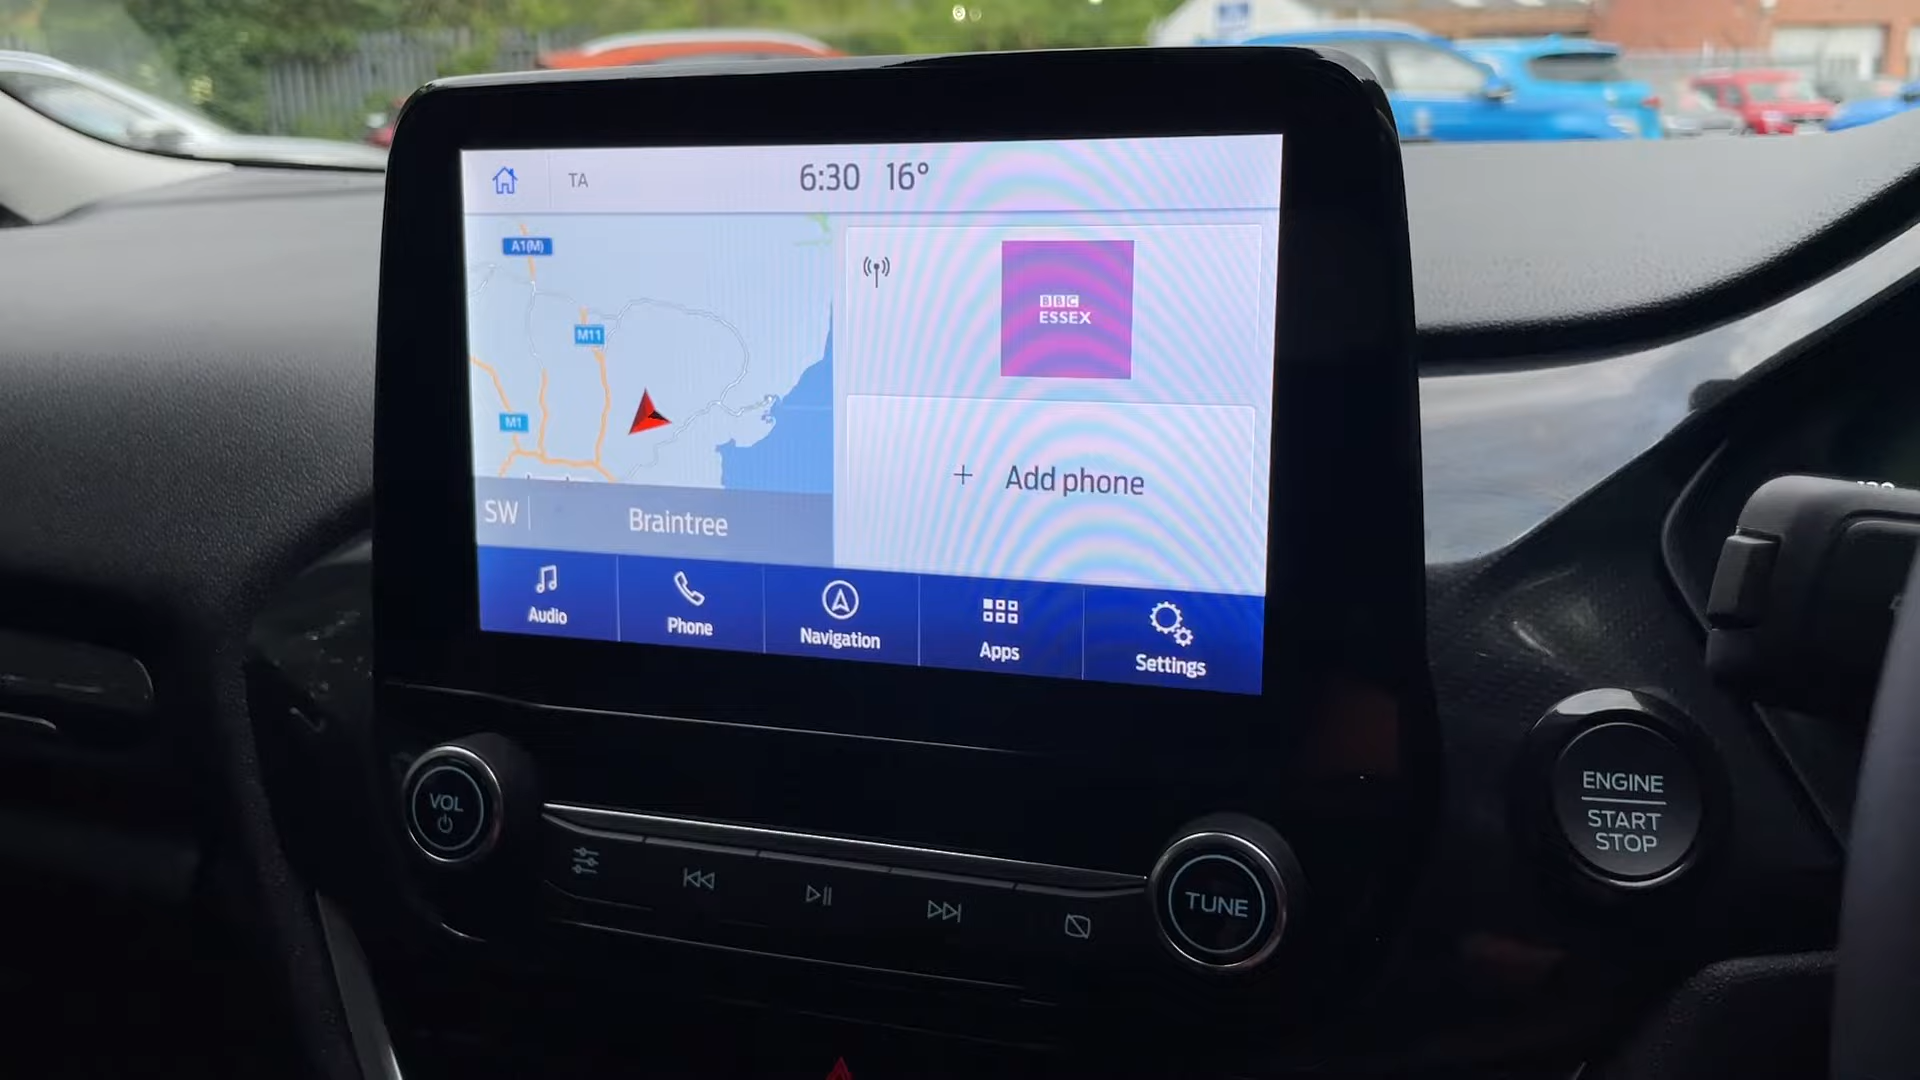 TA
6:30 16°
A1(M)
M11
M1
BBC
ESSEX
Add phone
SW
Braintree
Audio
Phone
Navigation
Apps
Settings
VOL
TUNE
ENGINE
START
STOP